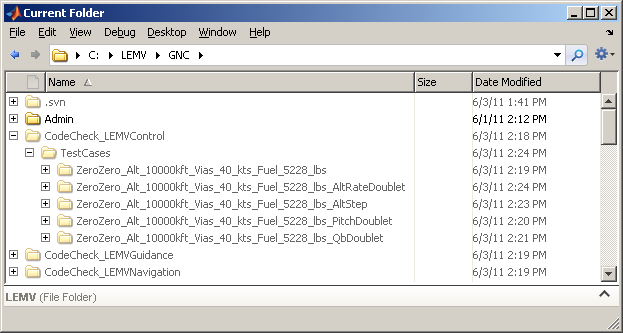 Current Folder
File Edit View Debug Desktop Window Help
C: LEMV GNC
Name Size Date Modified
.svn 6/3/11 1:41 PM
Admin 6/1/11 2:12 PM
CodeCheck_LEMVControl 6/3/11 2:18 PM
TestCases 6/3/11 2:24 PM
ZeroZero_Alt_10000kft_Vias_40_kts_Fuel_5228_lbs 6/3/11 2:19 PM
ZeroZero_Alt_10000kft_Vias_40_kts_Fuel_5228_lbs_AltRateDoublet 6/3/11 2:24 PM
ZeroZero_Alt_10000kft_Vias_40_kts_Fuel_5228_lbs_AltStep 6/3/11 2:23 PM
ZeroZero_Alt_10000kft_Vias_40_kts_Fuel_5228_lbs_PitchDoublet 6/3/11 2:20 PM
ZeroZero_Alt_10000kft_Vias_40_kts_Fuel_5228_lbs_QbDoublet 6/3/11 2:21 PM
CodeCheck_LEMVGuidance 6/3/11 2:19 PM
CodeCheck_LEMVNavigation 6/3/11 2:19 PM
LEMV (File Folder)